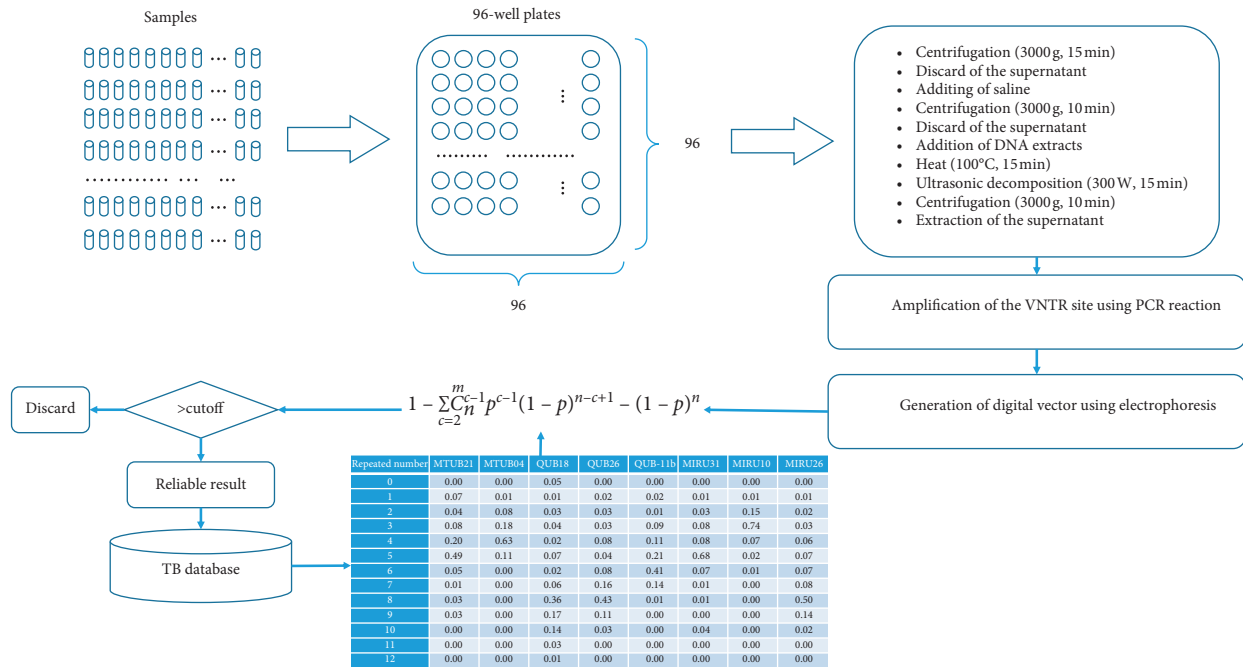 Samples
96-well plates
96
96
• Centrifugation (3000 g, 15 min)
• Discard of the supernatant
• Additing of saline
• Centrifugation (3000 g, 10 min)
• Discard of the supernatant
• Addition of DNA extracts
• Heat (100°C, 15 min)
• Ultrasonic decomposition (300 W, 15 min)
• Centrifugation (3000 g, 10 min)
• Extraction of the supernatant
Amplification of the VNTR site using PCR reaction
Generation of digital vector using electrophoresis
1 − ∑_{c=2}^{m} C_n^{c−1} p^{c−1} (1 − p)^{n−c+1} − (1 − p)^n
>cutoff
Discard
Reliable result
TB database
Repeated number MTUB21 MTUB04 QUB18 QUB26 QUB-11b MIRU31 MIRU10 MIRU26
0 0.00 0.00 0.05 0.00 0.00 0.00 0.00 0.00
1 0.07 0.01 0.01 0.02 0.02 0.01 0.01 0.01
2 0.04 0.08 0.03 0.03 0.01 0.03 0.15 0.02
3 0.08 0.18 0.04 0.03 0.09 0.08 0.74 0.03
4 0.20 0.63 0.02 0.08 0.11 0.08 0.07 0.06
5 0.49 0.11 0.07 0.04 0.21 0.68 0.02 0.07
6 0.05 0.00 0.02 0.08 0.41 0.07 0.01 0.07
7 0.01 0.00 0.06 0.16 0.14 0.01 0.00 0.08
8 0.03 0.00 0.36 0.43 0.01 0.01 0.00 0.50
9 0.03 0.00 0.17 0.11 0.00 0.00 0.00 0.14
10 0.00 0.00 0.14 0.03 0.00 0.04 0.00 0.02
11 0.00 0.00 0.03 0.00 0.00 0.00 0.00 0.00
12 0.00 0.00 0.01 0.00 0.00 0.00 0.00 0.00